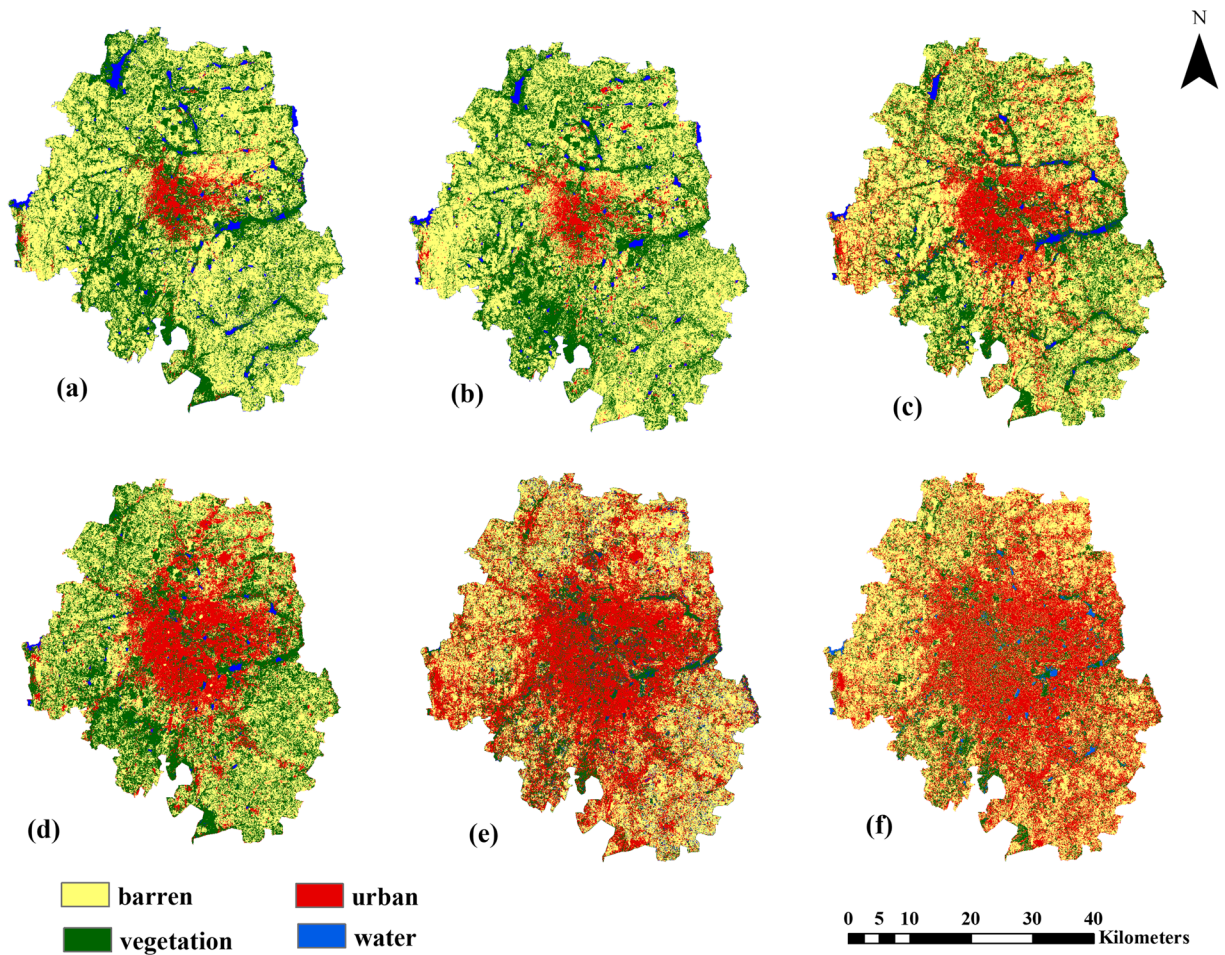 N
(a)
(b)
(c)
(d)
(e)
(f)
barren
urban
vegetation
water
0 5 10 20 30 40
Kilometers